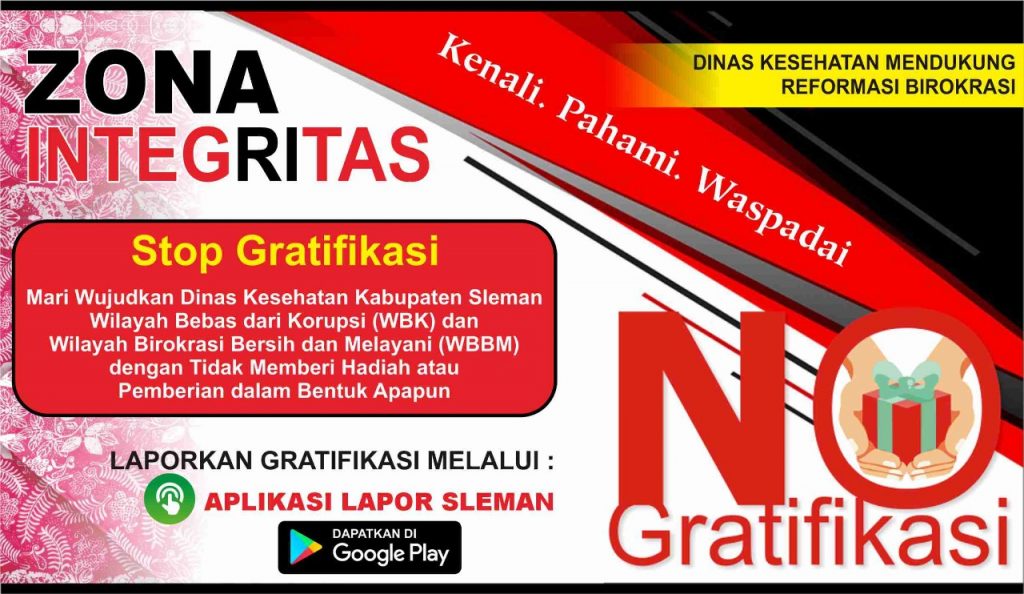 ZONA
INTEGRITAS
Kenali. Pahami. Waspadai
DINAS KESEHATAN MENDUKUNG
REFORMASI BIROKRASI
Stop Gratifikasi
Mari Wujudkan Dinas Kesehatan Kabupaten Sleman
Wilayah Bebas dari Korupsi (WBK) dan
Wilayah Birokrasi Bersih dan Melayani (WBBM)
dengan Tidak Memberi Hadiah atau
Pemberian dalam Bentuk Apapun
LAPORKAN GRATIFIKASI MELALUI :
APLIKASI LAPOR SLEMAN
DAPATKAN DI
Google Play
NO
Gratifikasi